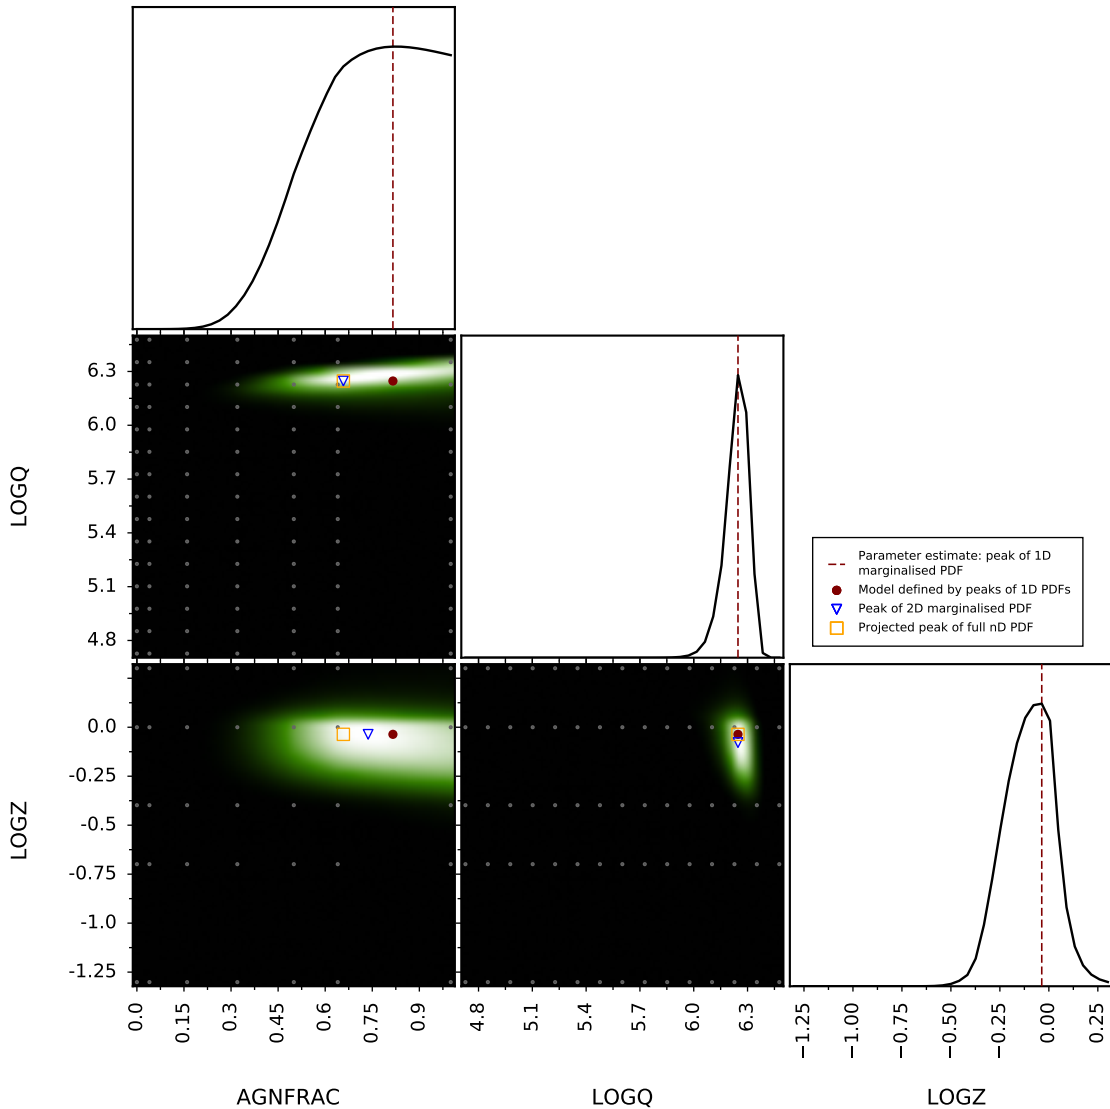 6.3
6.0
5.7
5.4
5.1
4.8
LOGQ
Parameter estimate: peak of 1D
marginalised PDF
Model defined by peaks of 1D PDFs
Peak of 2D marginalised PDF
Projected peak of full nD PDF
0.0
-0.25
-0.5
-0.75
-1.0
-1.25
LOGZ
0.0 0.15 0.3 0.45 0.6 0.75 0.9
4.8 5.1 5.4 5.7 6.0 6.3
−1.25 −1.00 −0.75 −0.50 −0.25 0.00 0.25
AGNFRAC
LOGQ
LOGZ